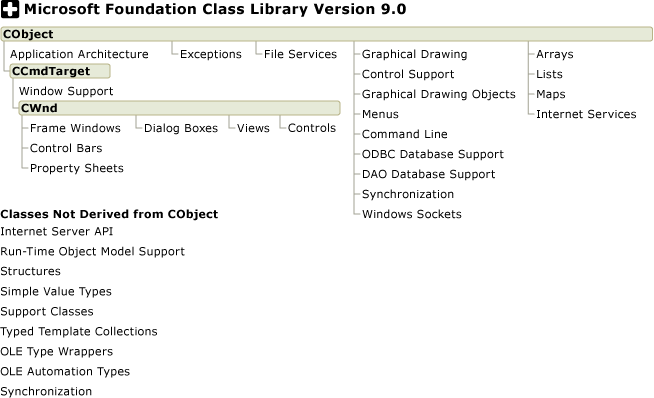 Microsoft Foundation Class Library Version 9.0
CObject
Application Architecture
Exceptions
File Services
Graphical Drawing
Arrays
CCmdTarget
Control Support
Lists
Window Support
Graphical Drawing Objects
Maps
CWnd
Menus
Internet Services
Frame Windows
Dialog Boxes
Views
Controls
Command Line
Control Bars
ODBC Database Support
Property Sheets
DAO Database Support
Synchronization
Windows Sockets
Classes Not Derived from CObject
Internet Server API
Run-Time Object Model Support
Structures
Simple Value Types
Support Classes
Typed Template Collections
OLE Type Wrappers
OLE Automation Types
Synchronization